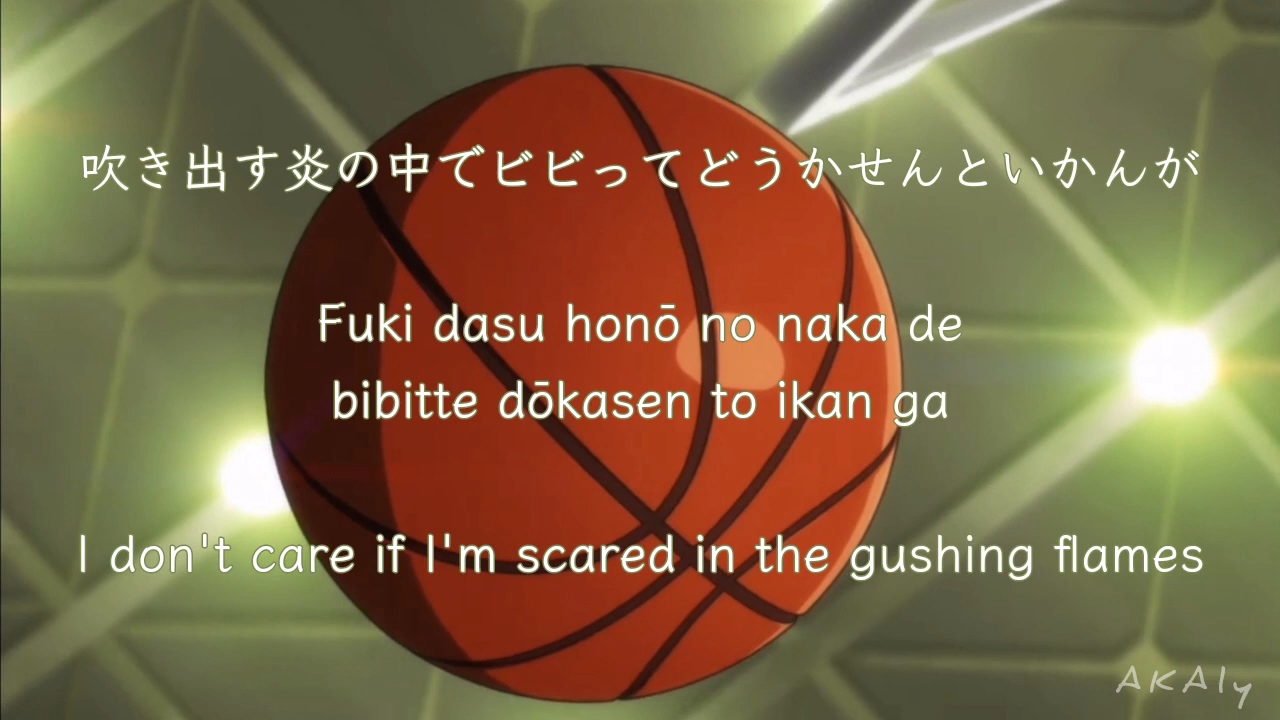 吹き出す炎の中でビビってどうかせんといかんが
Fuki dasu honō no naka de
bibitte dōkasen to ikan ga
I don't care if I'm scared in the gushing flames
AKAly